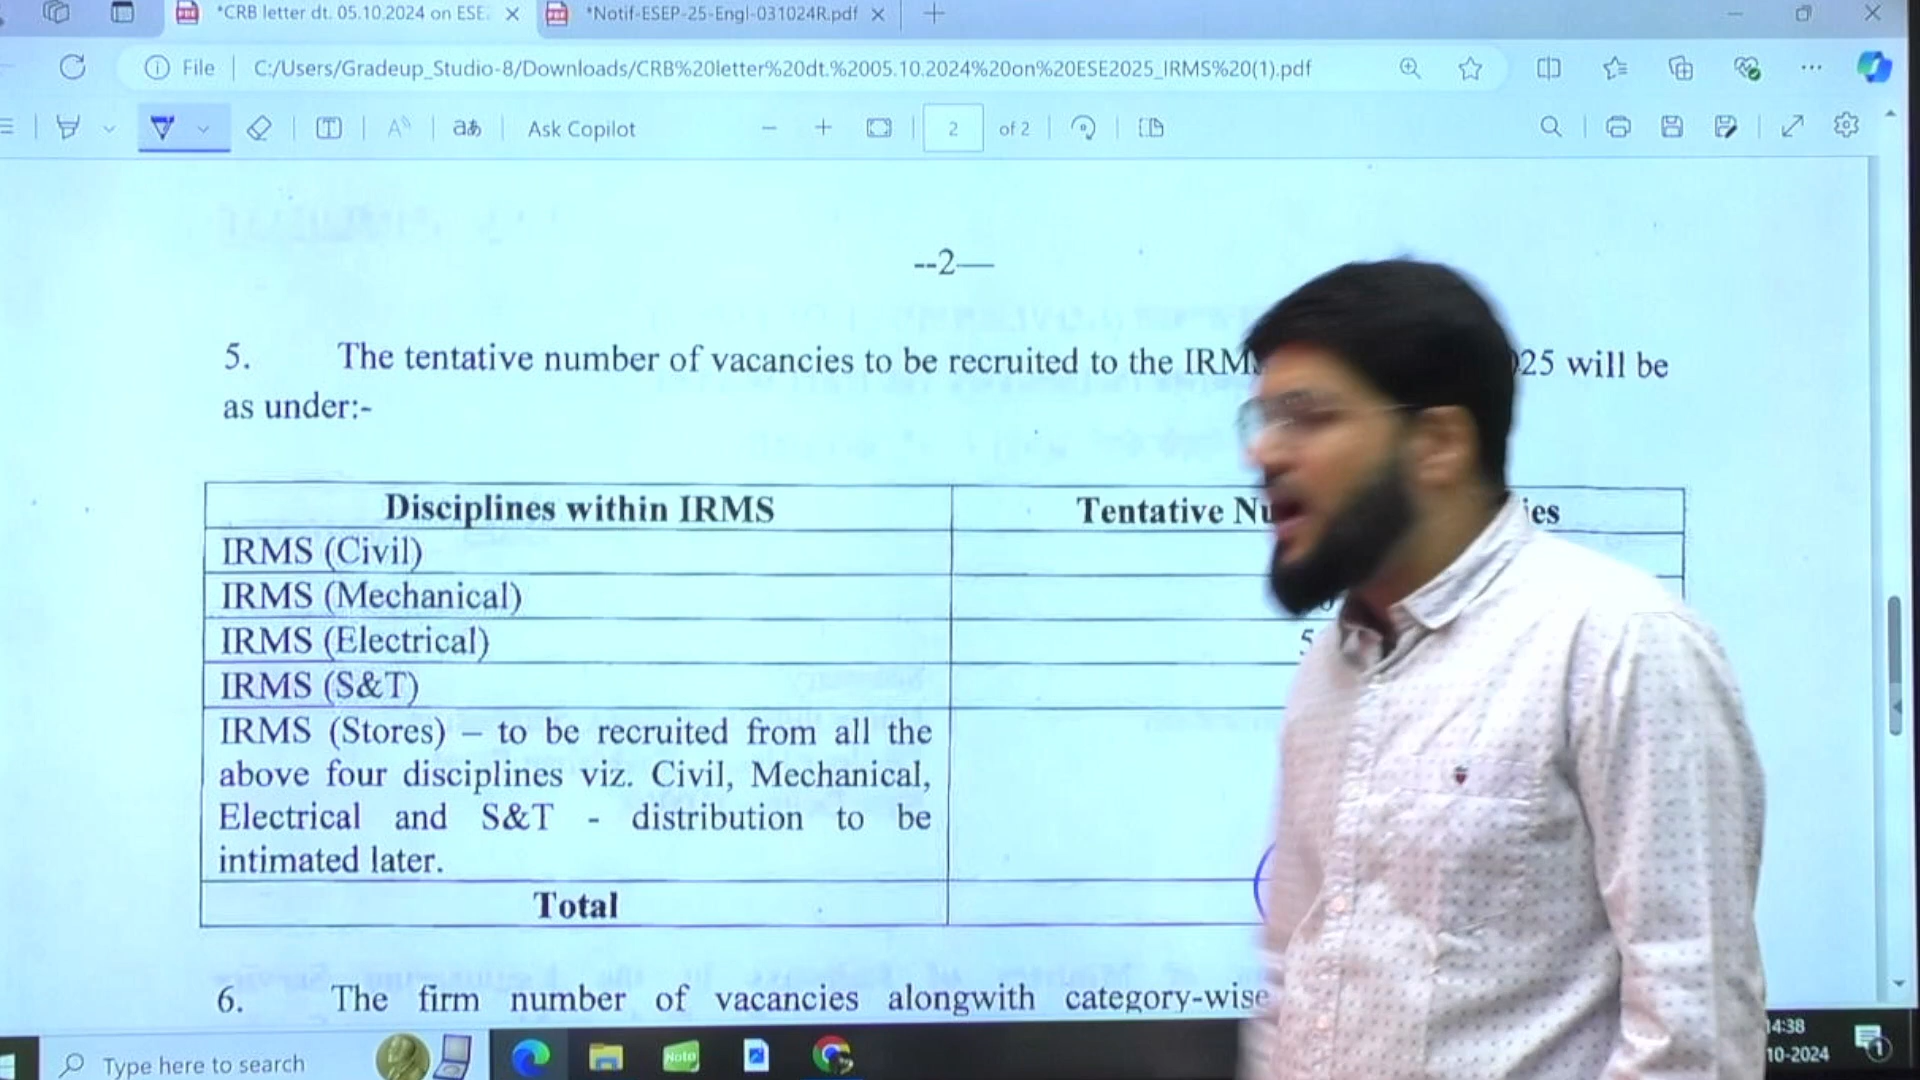 *CRB letter dt. 05.10.2024 on ESE
*Notif-ESEP-25-Engl-031024R.pdf
File
C:/Users/Gradeup_Studio-8/Downloads/CRB%20letter%20dt.%2005.10.2024%20on%20ESE2025_IRMS%20(1).pdf
Ask Copilot
2 of 2
--2—
5. The tentative number of vacancies to be recruited to the 25 will be
as under:-
Disciplines within IRMS Tentative
IRMS (Civil)
IRMS (Mechanical)
IRMS (Electrical) 5
IRMS (S&T)
IRMS (Stores) – to be recruited from all the
above four disciplines viz. Civil, Mechanical,
Electrical and S&T - distribution to be
intimated later.
Total
6. The firm number of vacancies alongwith category-wise
Type here to search
Note
14:38
10-2024
1